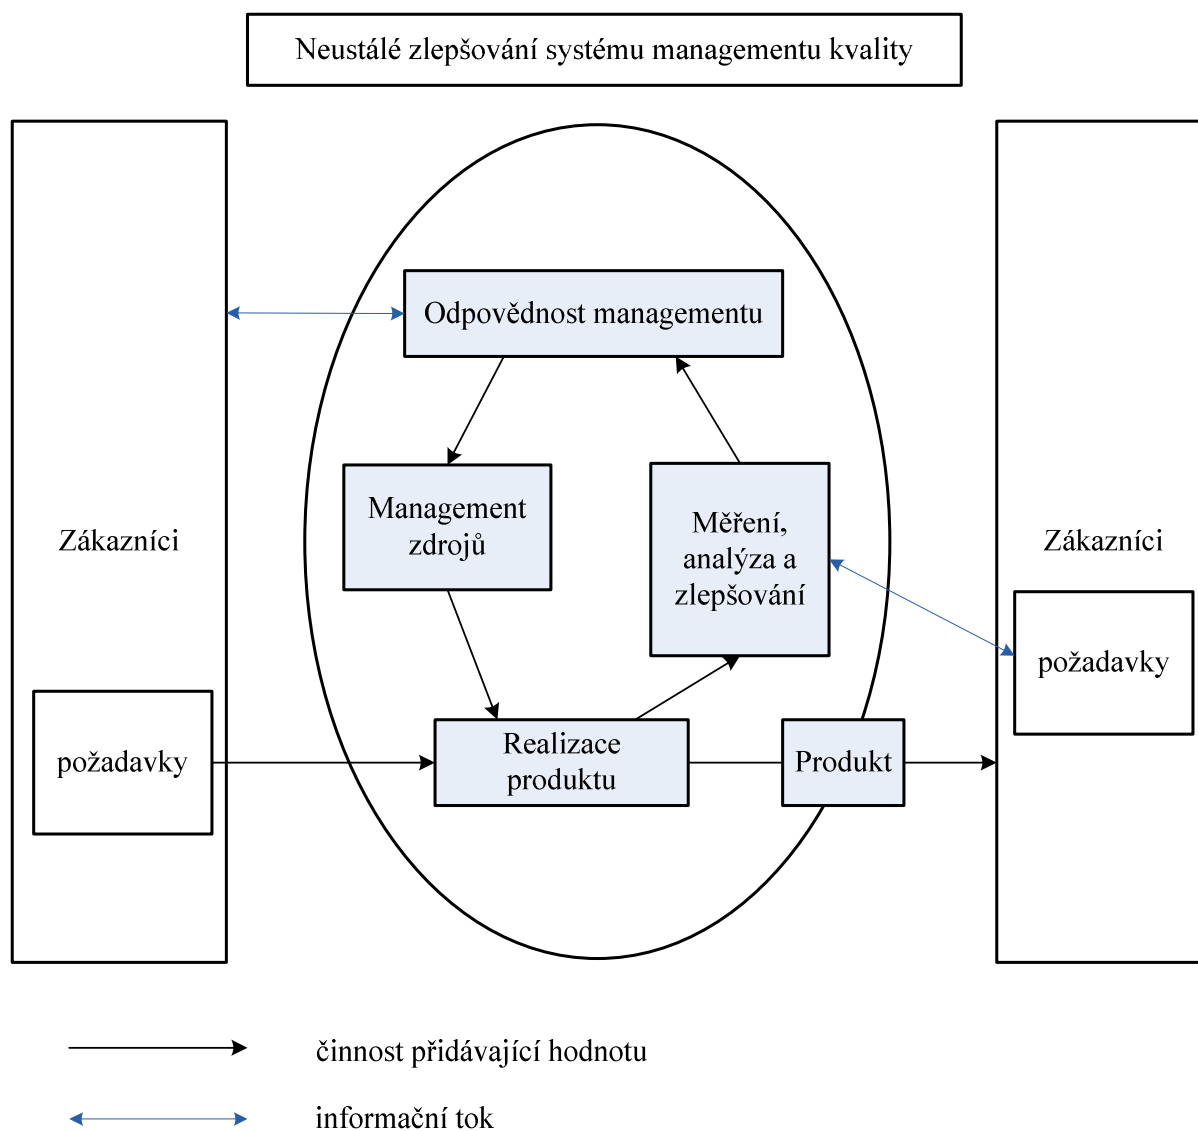 Neustálé zlepšování systému managementu kvality
Odpovědnost managementu
Management
zdrojů
Měření,
analýza a
zlepšování
Zákazníci
Zákazníci
požadavky
požadavky
Realizace
produktu
Produkt
činnost přidávající hodnotu
informační tok